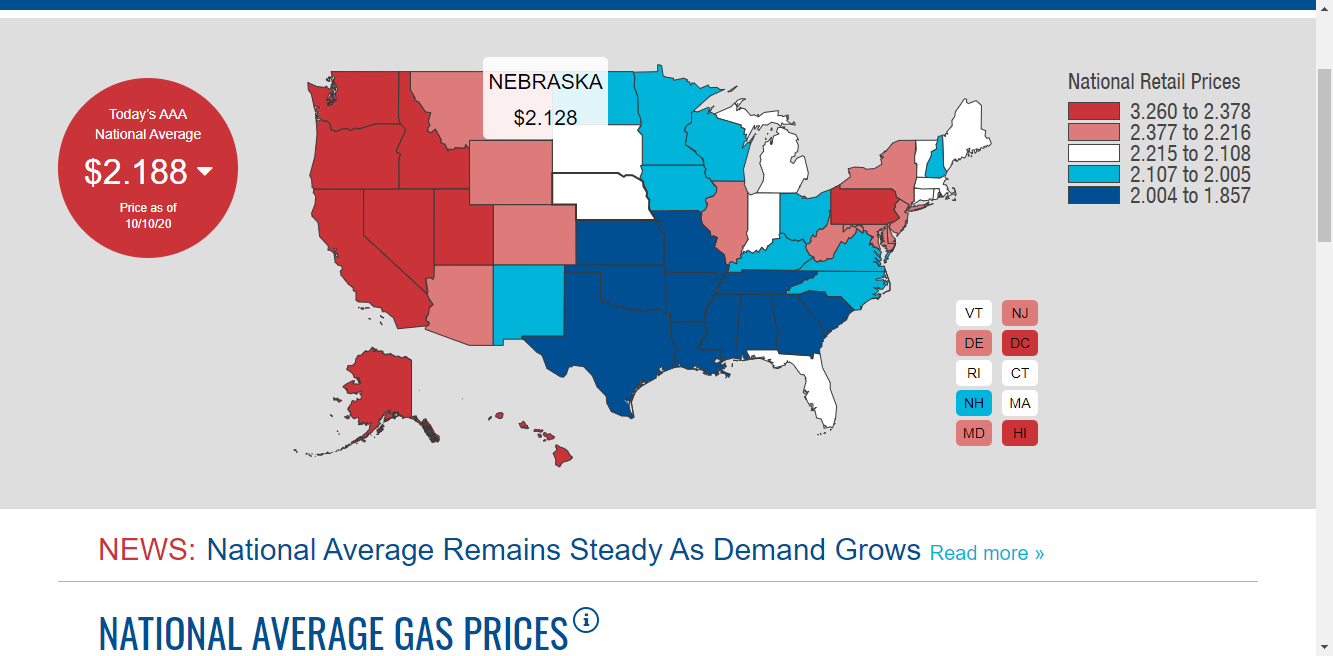 NEBRASKA
$2.128
Today's AAA
National Average
$2.188
Price as of
10/10/20
National Retail Prices
3.260 to 2.378
2.377 to 2.216
2.215 to 2.108
2.107 to 2.005
2.004 to 1.857
VT NJ
DE DC
RI CT
NH MA
MD HI
NEWS: National Average Remains Steady As Demand Grows Read more »
NATIONAL AVERAGE GAS PRICES i